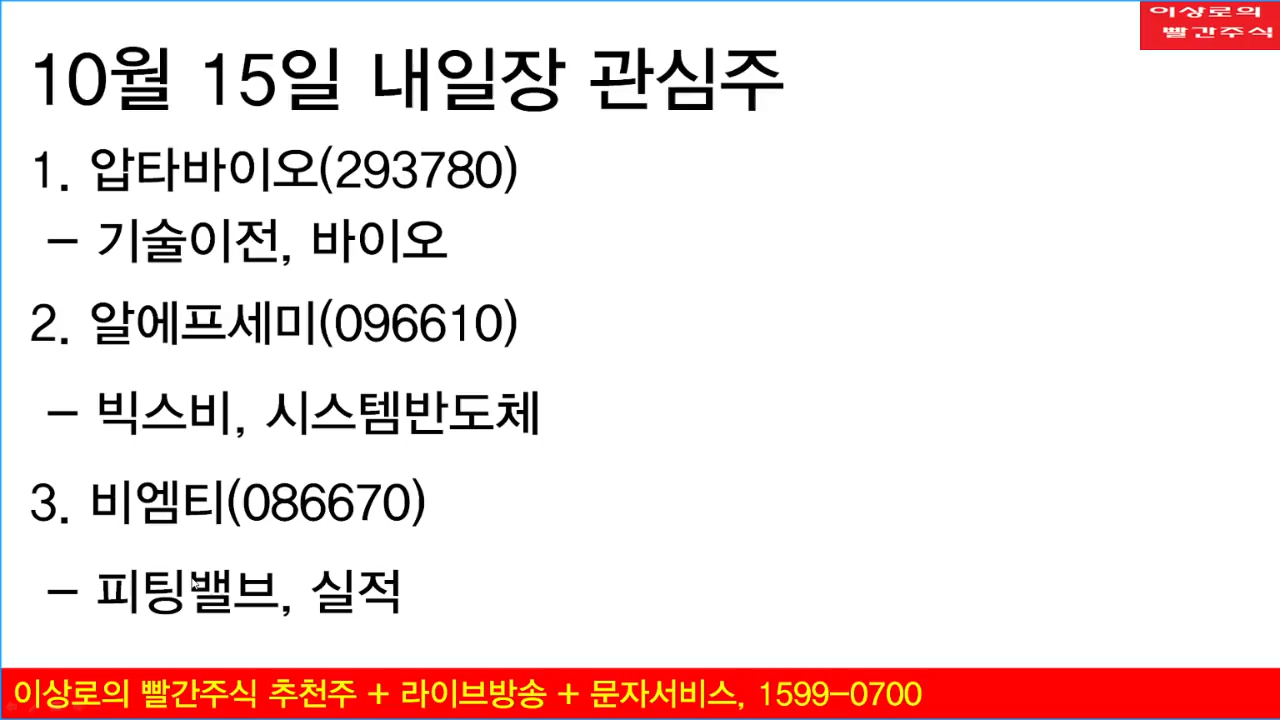 이상로의
빨간주식
10월 15일 내일장 관심주
1. 압타바이오(293780)
- 기술이전, 바이오
2. 알에프세미(096610)
- 빅스비, 시스템반도체
3. 비엠티(086670)
- 피팅밸브, 실적
이상로의 빨간주식 추천주 + 라이브방송 + 문자서비스, 1599-0700